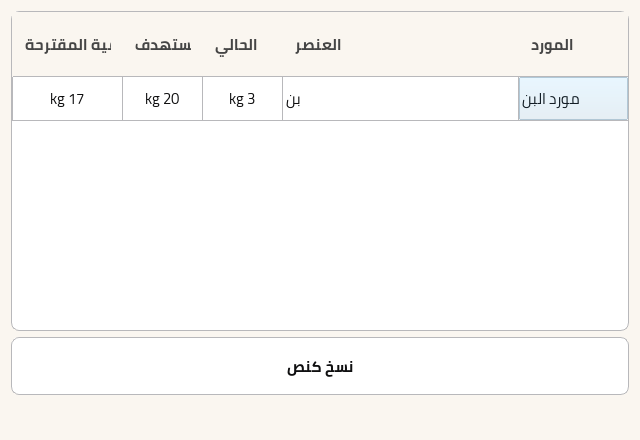 المورد العنصر الحالي ستهدف ية المقترحة
مورد البن بن 3 kg 20 kg 17 kg
نسخ كنص